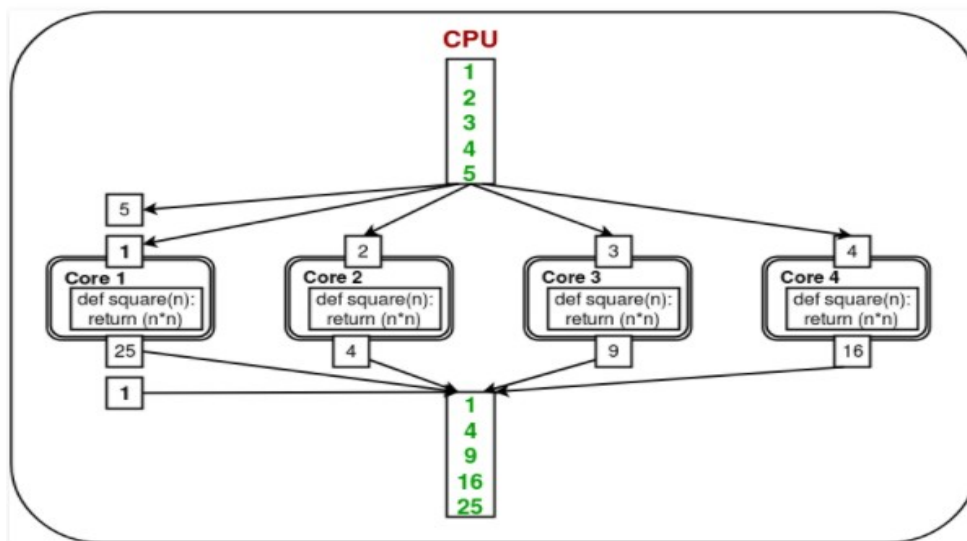 CPU
1
2
3
4
5
5
1
2
3
4
Core 1
def square(n):
return (n*n)
Core 2
def square(n):
return (n*n)
Core 3
def square(n):
return (n*n)
Core 4
def square(n):
return (n*n)
25
4
9
16
1
1
4
9
16
25